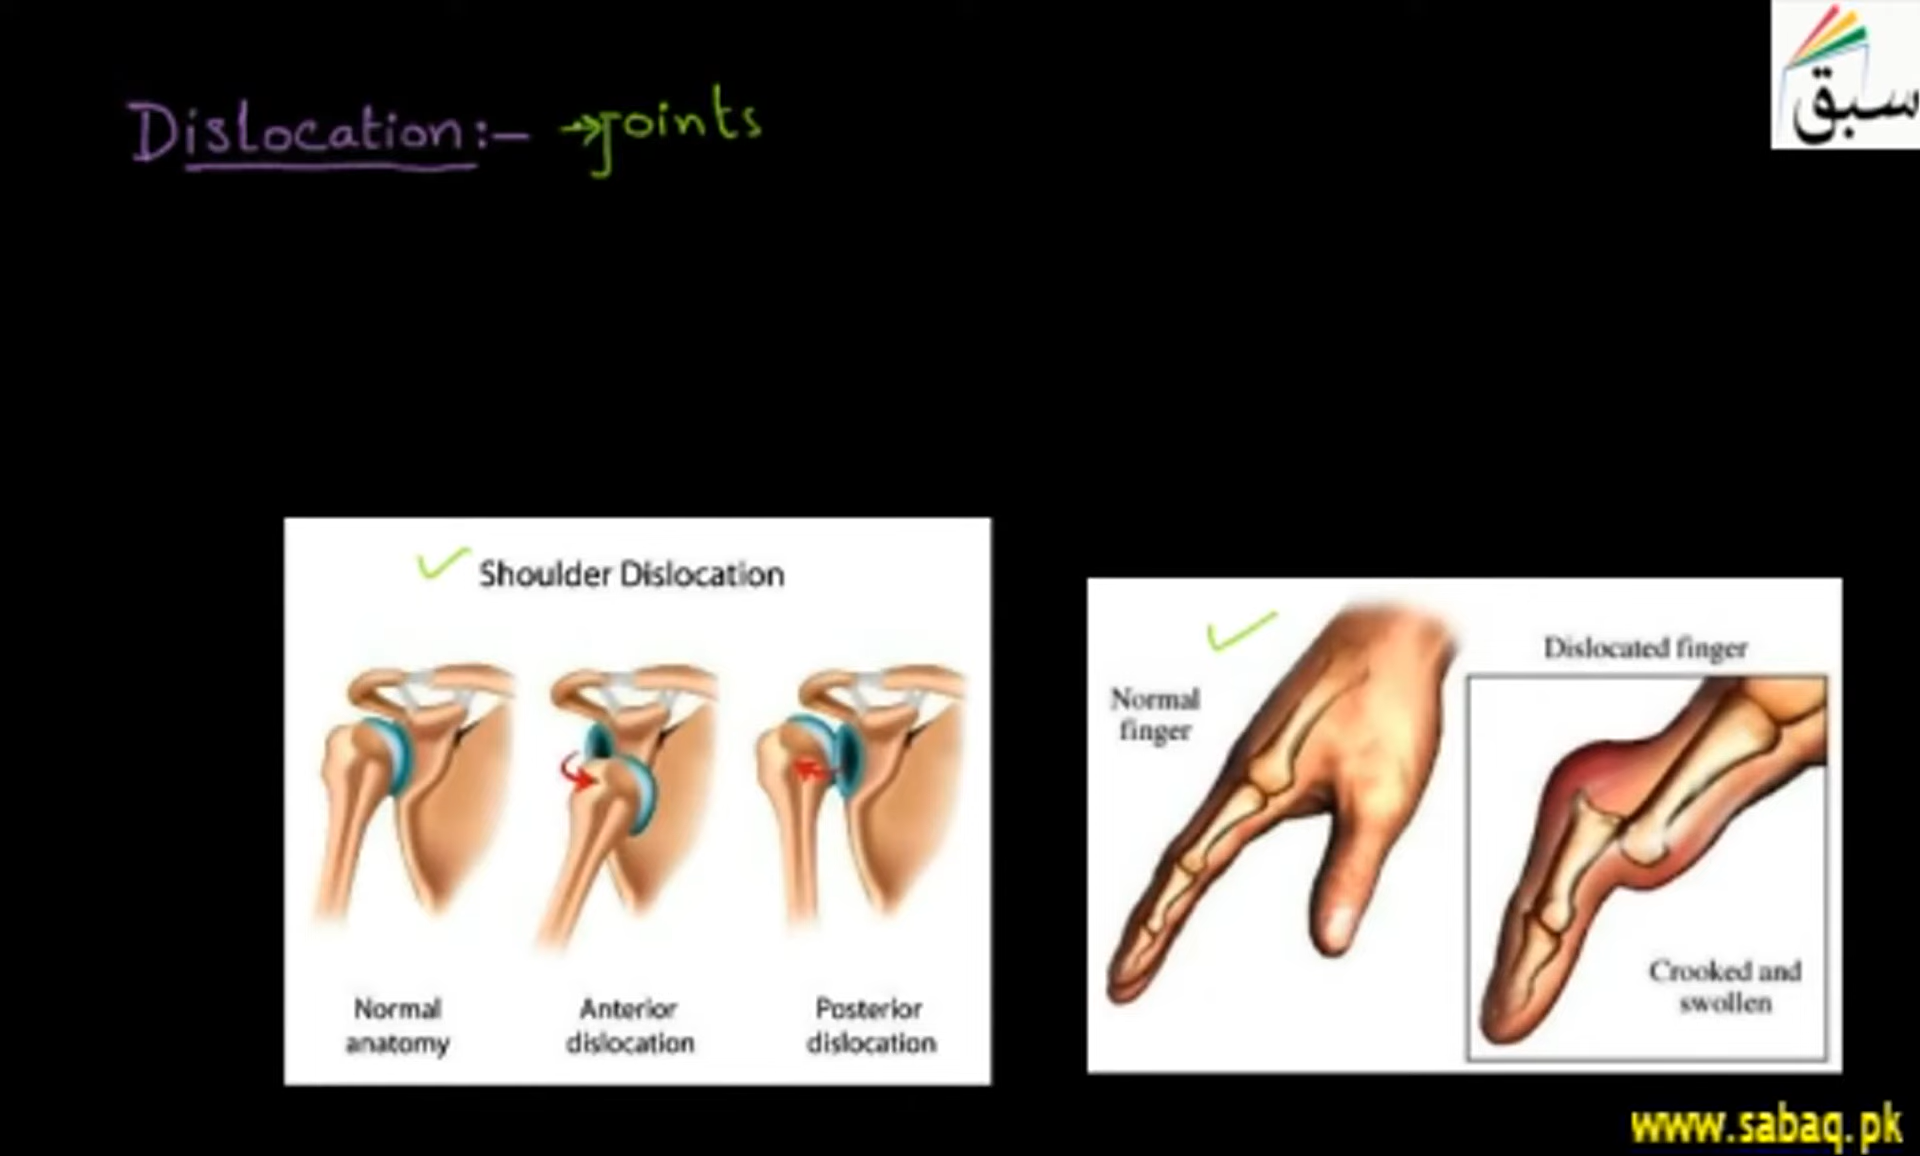 Dislocation:- →Joints
سبق
Shoulder Dislocation
Normal
anatomy
Anterior
dislocation
Posterior
dislocation
Normal
finger
Dislocated finger
Crooked and
swollen
www.sabaq.pk